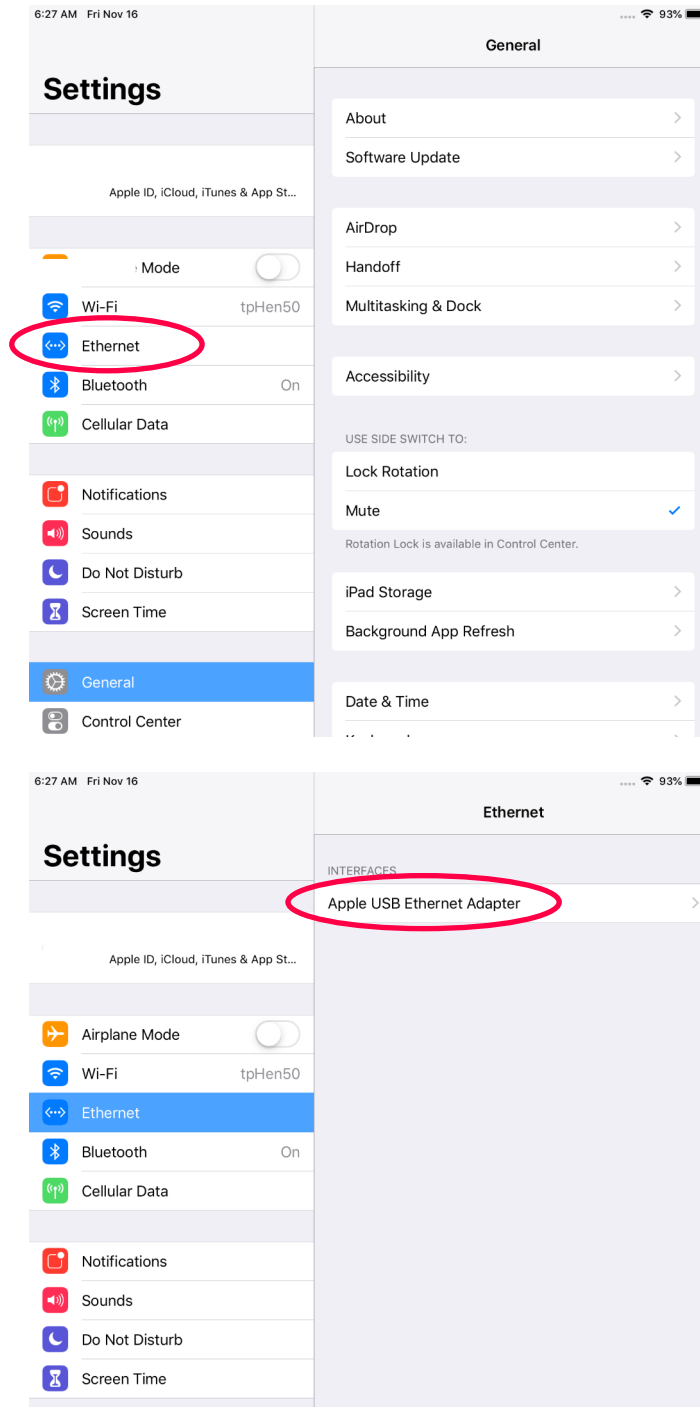 6:27 AM Fri Nov 16
93%
Settings
Apple ID, iCloud, iTunes & App St...
Mode
Wi-Fi tpHen50
Ethernet
Bluetooth On
Cellular Data
Notifications
Sounds
Do Not Disturb
Screen Time
General
Control Center
General
About
Software Update
AirDrop
Handoff
Multitasking & Dock
Accessibility
USE SIDE SWITCH TO:
Lock Rotation
Mute
Rotation Lock is available in Control Center.
iPad Storage
Background App Refresh
Date & Time
6:27 AM Fri Nov 16
93%
Settings
Apple ID, iCloud, iTunes & App St...
Airplane Mode
Wi-Fi tpHen50
Ethernet
Bluetooth On
Cellular Data
Notifications
Sounds
Do Not Disturb
Screen Time
Ethernet
INTERFACES
Apple USB Ethernet Adapter